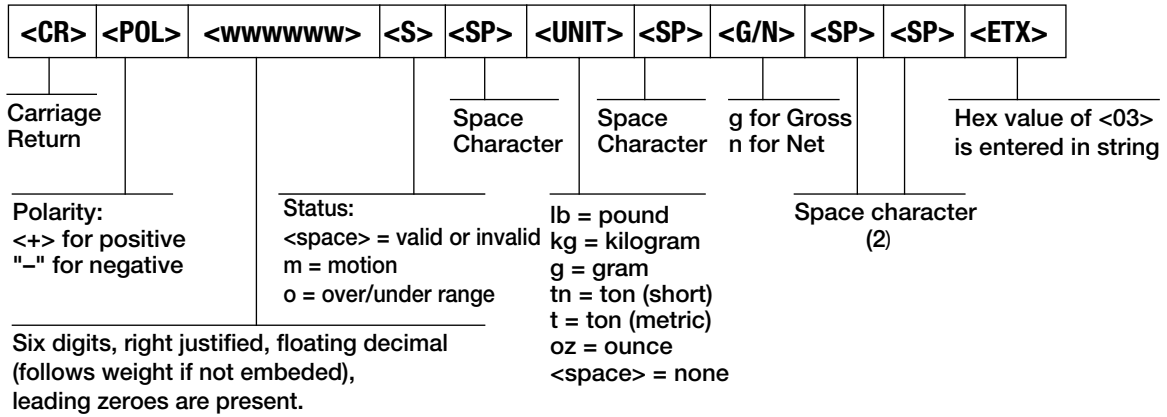 <CR> <POL> <wwwwww> <S> <SP> <UNIT> <SP> <G/N> <SP> <SP> <ETX>
Carriage
Return
Space
Character
Space
Character
g for Gross
n for Net
Hex value of <03>
is entered in string
Polarity:
<+> for positive
"–" for negative
Status:
<space> = valid or invalid
m = motion
o = over/under range
lb = pound
kg = kilogram
g = gram
tn = ton (short)
t = ton (metric)
oz = ounce
<space> = none
Space character
(2)
Six digits, right justified, floating decimal
(follows weight if not embeded),
leading zeroes are present.